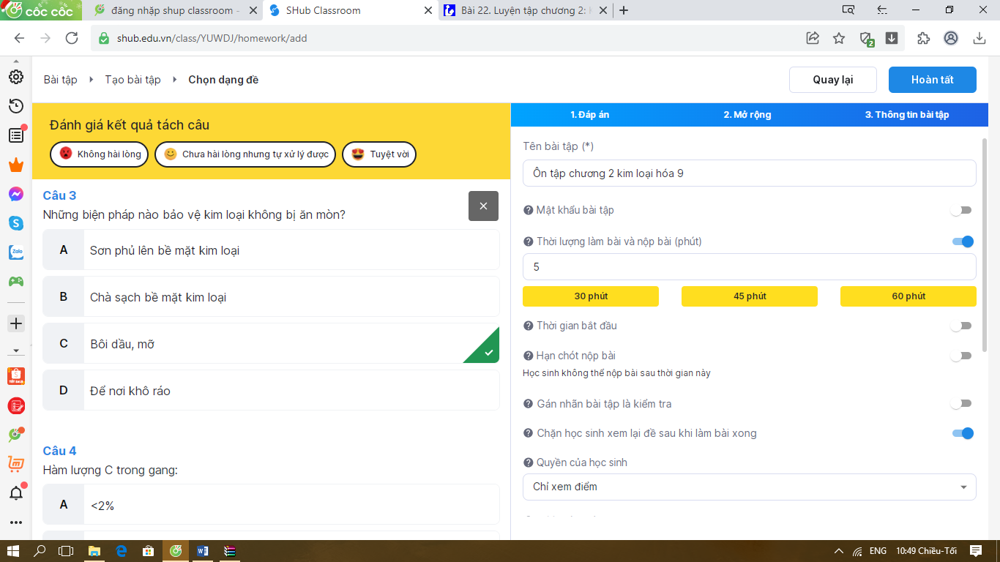 cốc cốc
đăng nhập shup classroom -
SHub Classroom
Bài 22. Luyện tập chương 2:
shub.edu.vn/class/YUWDJ/homework/add
2
Bài tập
Tạo bài tập
Chọn dạng đề
Quay lại
Hoàn tất
Đánh giá kết quả tách câu
Không hài lòng
Chưa hài lòng nhưng tự xử lý được
Tuyệt vời
Câu 3
Những biện pháp nào bảo vệ kim loại không bị ăn mòn?
A Sơn phủ lên bề mặt kim loại
B Chà sạch bề mặt kim loại
C Bôi dầu, mỡ
D Để nơi khô ráo
Câu 4
Hàm lượng C trong gang:
A <2%
1. Đáp án
2. Mở rộng
3. Thông tin bài tập
Tên bài tập (*)
Ôn tập chương 2 kim loại hóa 9
Mật khẩu bài tập
Thời lượng làm bài và nộp bài (phút)
5
30 phút
45 phút
60 phút
Thời gian bắt đầu
Hạn chót nộp bài
Học sinh không thể nộp bài sau thời gian này
Gán nhãn bài tập là kiểm tra
Chặn học sinh xem lại đề sau khi làm bài xong
Quyền của học sinh
Chỉ xem điểm
Zalo
ENG
10:49 Chiều-Tối